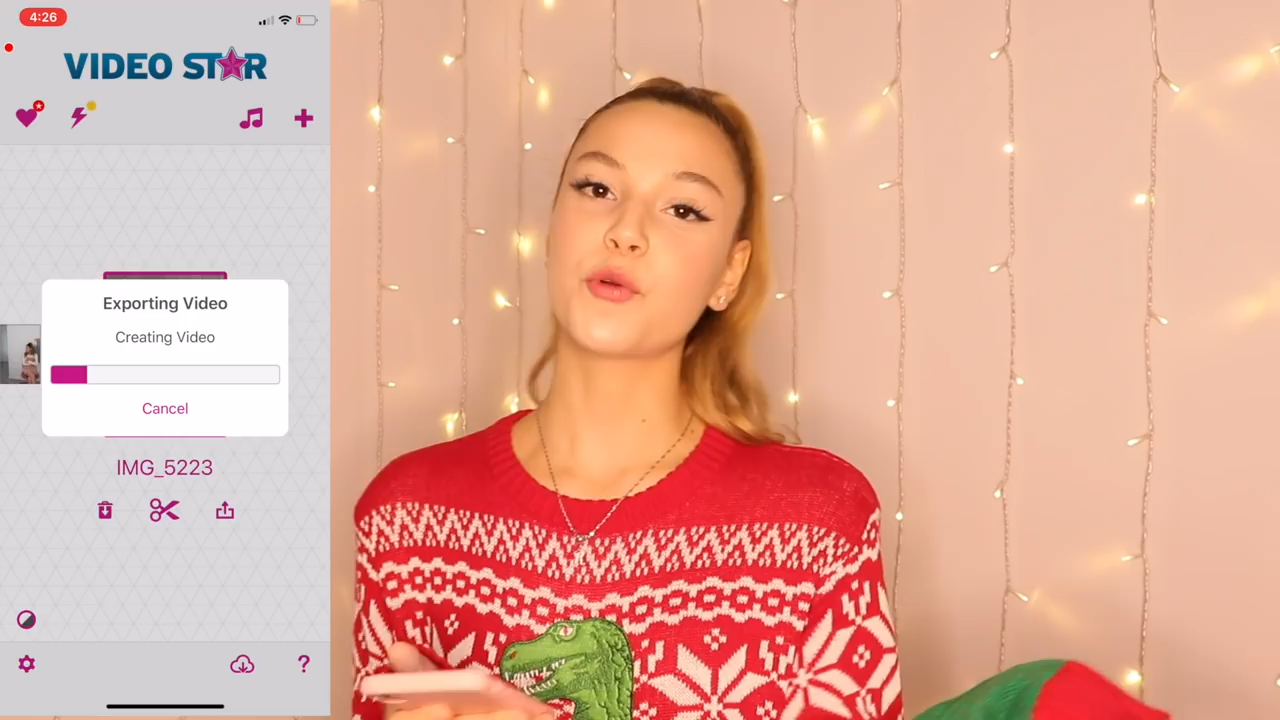 4:26
VIDEO STAR
Exporting Video
Creating Video
Cancel
IMG_5223
?